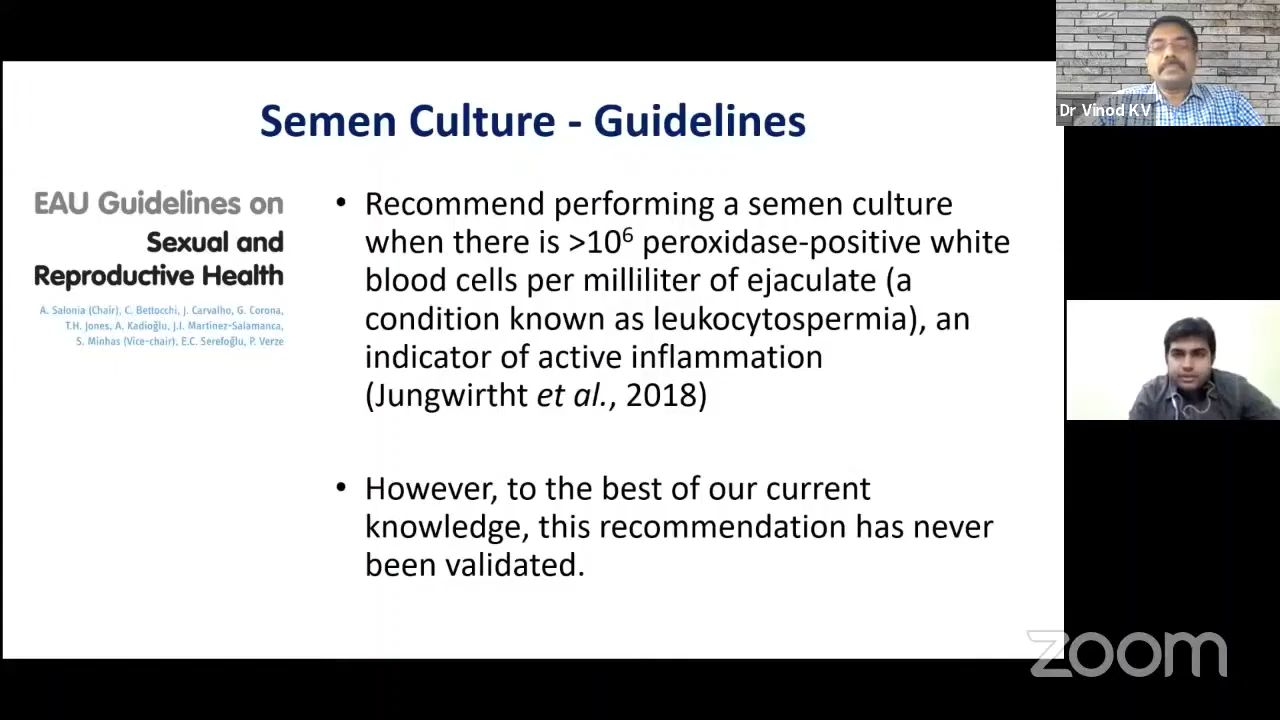 Semen Culture - Guidelines
EAU Guidelines on
Sexual and
Reproductive Health
A. Salonia (Chair), C. Bettocchi, J. Carvalho, G. Corona,
T.H. Jones, A. Kadioğlu, J.I. Martinez-Salamanca,
S. Minhas (Vice-chair), E.C. Serefoğlu, P. Verze
• Recommend performing a semen culture
when there is >10⁶ peroxidase-positive white
blood cells per milliliter of ejaculate (a
condition known as leukocytospermia), an
indicator of active inflammation
(Jungwirtht et al., 2018)
• However, to the best of our current
knowledge, this recommendation has never
been validated.
Dr Vinod KV
zoom